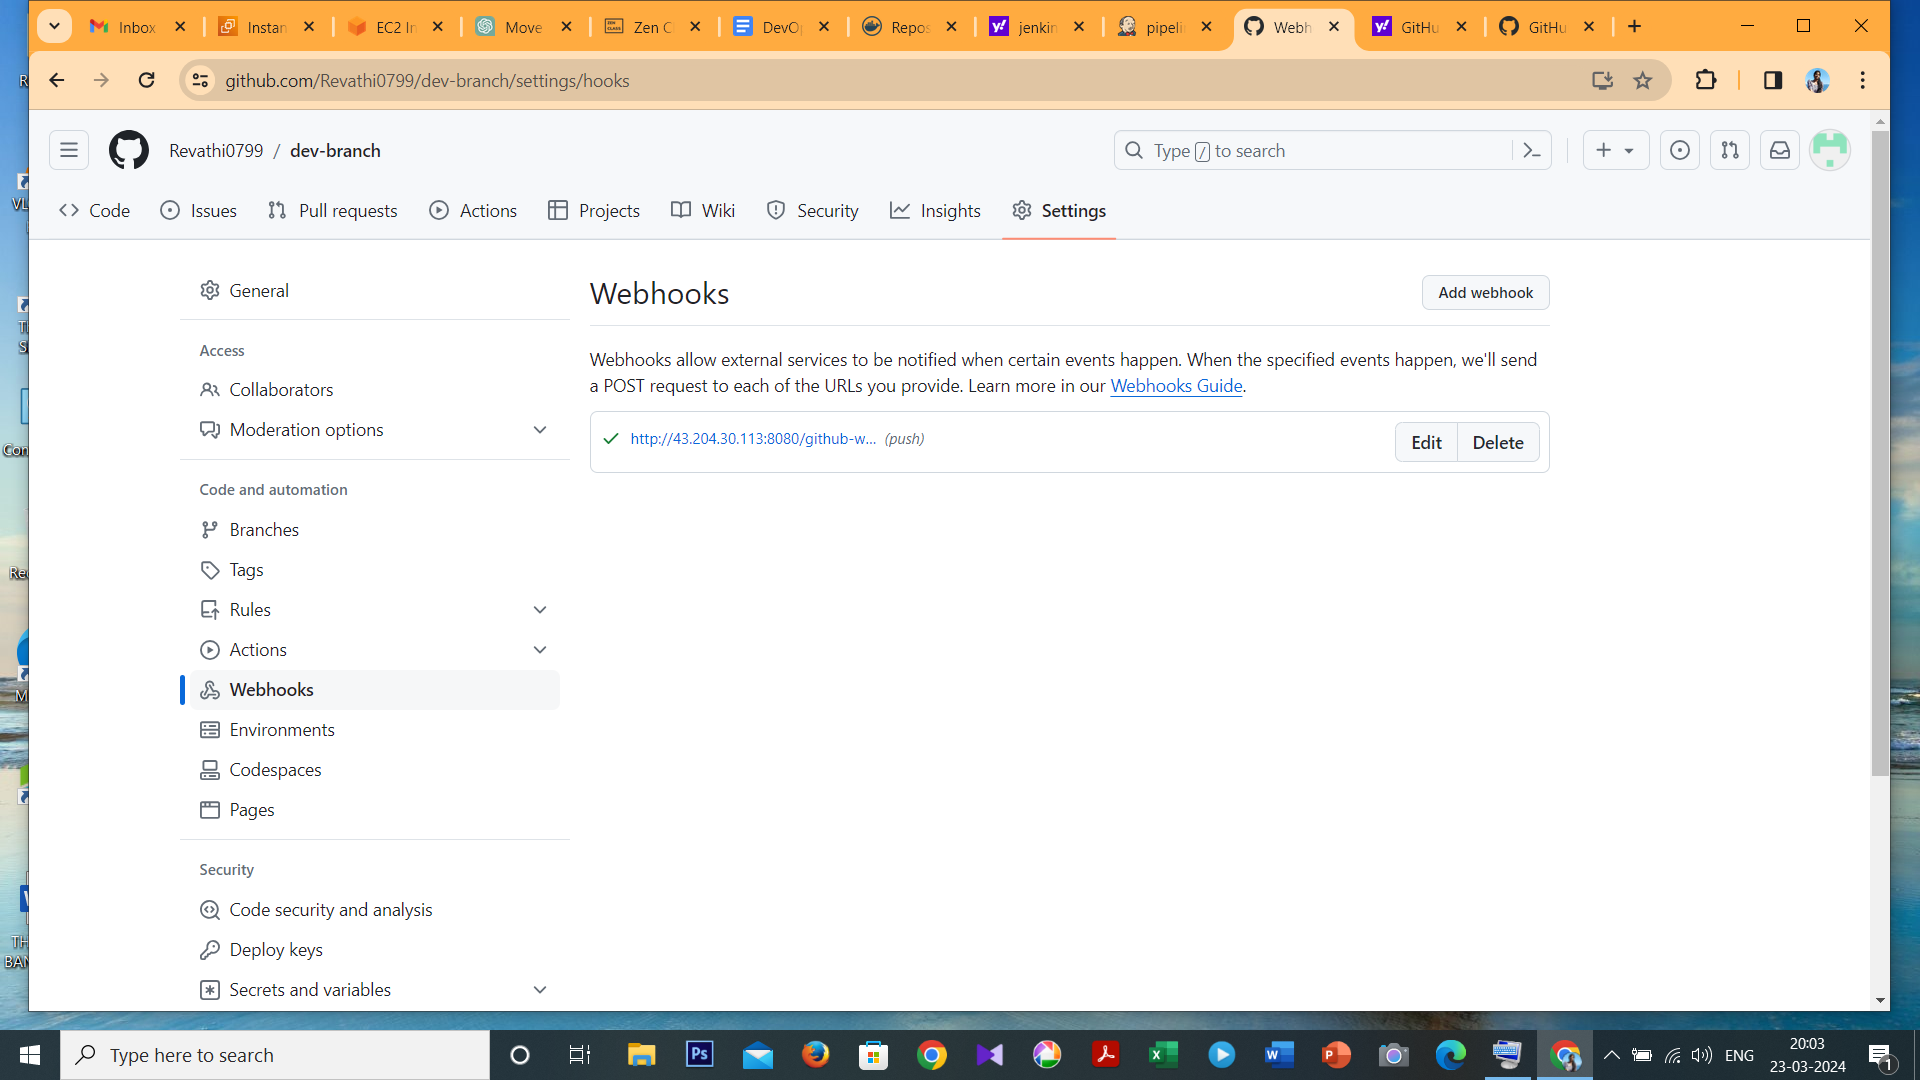 Inbox
Instan
EC2 In
Move
Zen C
DevO
Repos
jenkin
pipeli
Webh
GitHu
GitHu
github.com/Revathi0799/dev-branch/settings/hooks
Revathi0799 / dev-branch
Type / to search
Code
Issues
Pull requests
Actions
Projects
Wiki
Security
Insights
Settings
General
Access
Collaborators
Moderation options
Code and automation
Branches
Tags
Rules
Actions
Webhooks
Environments
Codespaces
Pages
Security
Code security and analysis
Deploy keys
Secrets and variables
Webhooks
Add webhook
Webhooks allow external services to be notified when certain events happen. When the specified events happen, we'll send
a POST request to each of the URLs you provide. Learn more in our Webhooks Guide.
http://43.204.30.113:8080/github-w... (push)
Edit
Delete
Type here to search
ENG
20:03
23-03-2024
1